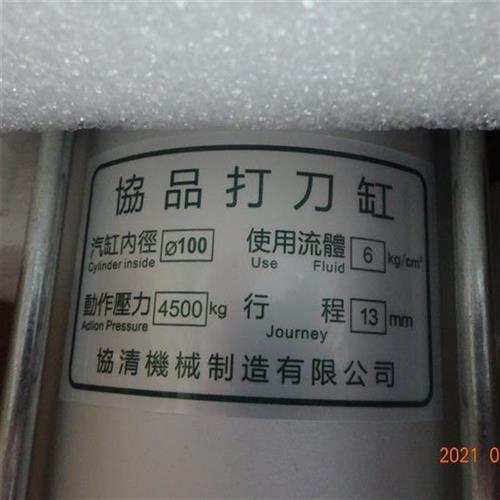 協品打刀缸
汽缸内徑 Ø100 使用流體 6 kg/cm²
Cylinder inside Use Fluid
動作壓力 4500 kg 行 程 13 mm
Adlion Pressure Journey
協清機械制造有限公司
2021 0